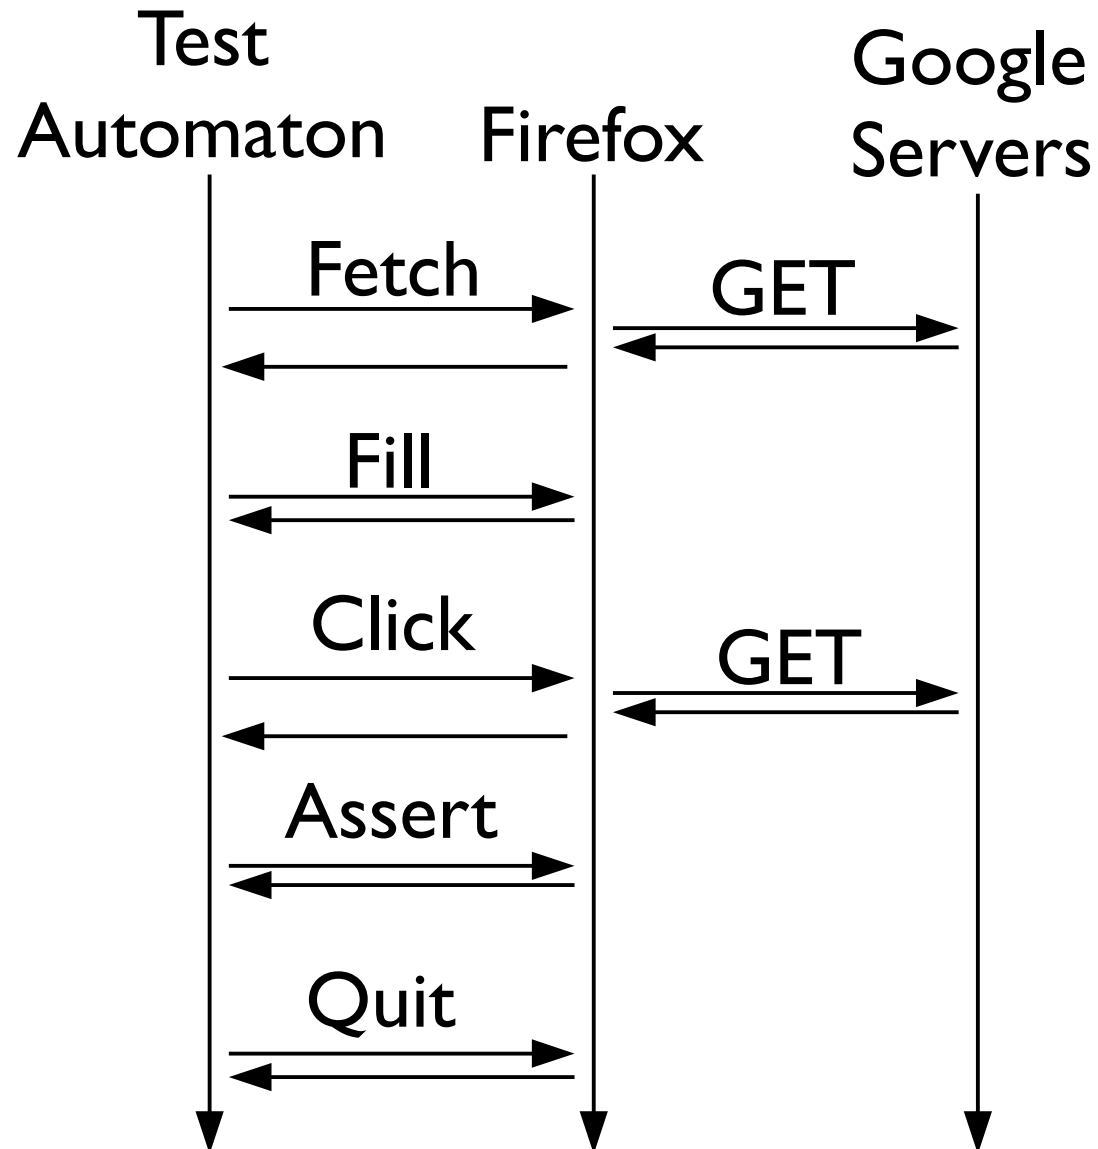 Test
Automaton
Firefox
Google
Servers
Fetch
GET
Fill
Click
GET
Assert
Quit